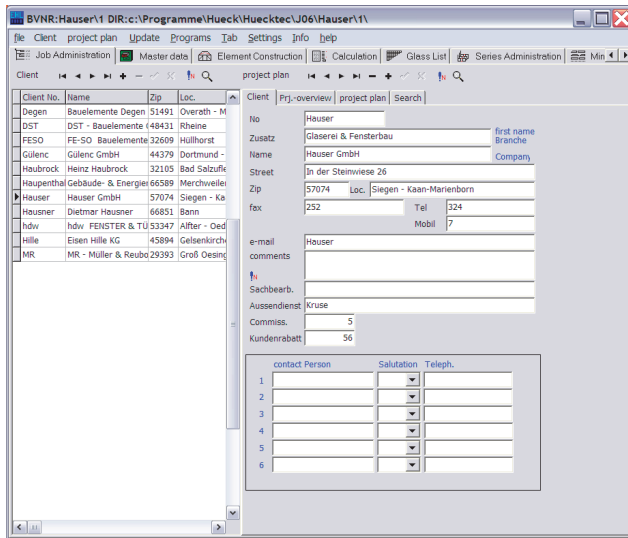 BVNR:Hauser\1 DIR:c:\Programme\Hueck\Huecktec\J06\Hauser\1\
file Client project plan Update Programs Tab Settings Info help
Job Administration Master data Element Construction Calculation Glass List Series Administration Min
Client project plan
Client No. Name Zip Loc.
Degen Bauelemente Degen 51491 Overath - M
DST DST - Bauelemente 48431 Rheine
FESO FE-SO Bauelemente 32609 Hüllhorst
Gülenc Gülenc GmbH 44379 Dortmund -
Haubrock Heinz Haubrock 32105 Bad Salzufle
Haupenthal Gebäude- & Energie 66589 Merchweiler
Hauser Hauser GmbH 57074 Siegen - Ka
Hausner Dietmar Hausner 66851 Bann
hdw hdw FENSTER & TÜ 53347 Alfter - Oed
Hille Eisen Hille KG 45894 Gelsenkirch
MR MR - Müller & Reubo 29393 Groß Oesing
Client Prj.-overview project plan Search
No Hauser
Zusatz Glaserei & Fensterbau first name
Branche
Name Hauser GmbH Company
Street In der Steinwiese 26
Zip 57074 Loc. Siegen - Kaan-Marienborn
fax 252 Tel 324
Mobil 7
e-mail Hauser
comments
Sachbearb.
Aussendienst Kruse
Commiss. 5
Kundenrabatt 56
contact Person Salutation Teleph.
1
2
3
4
5
6